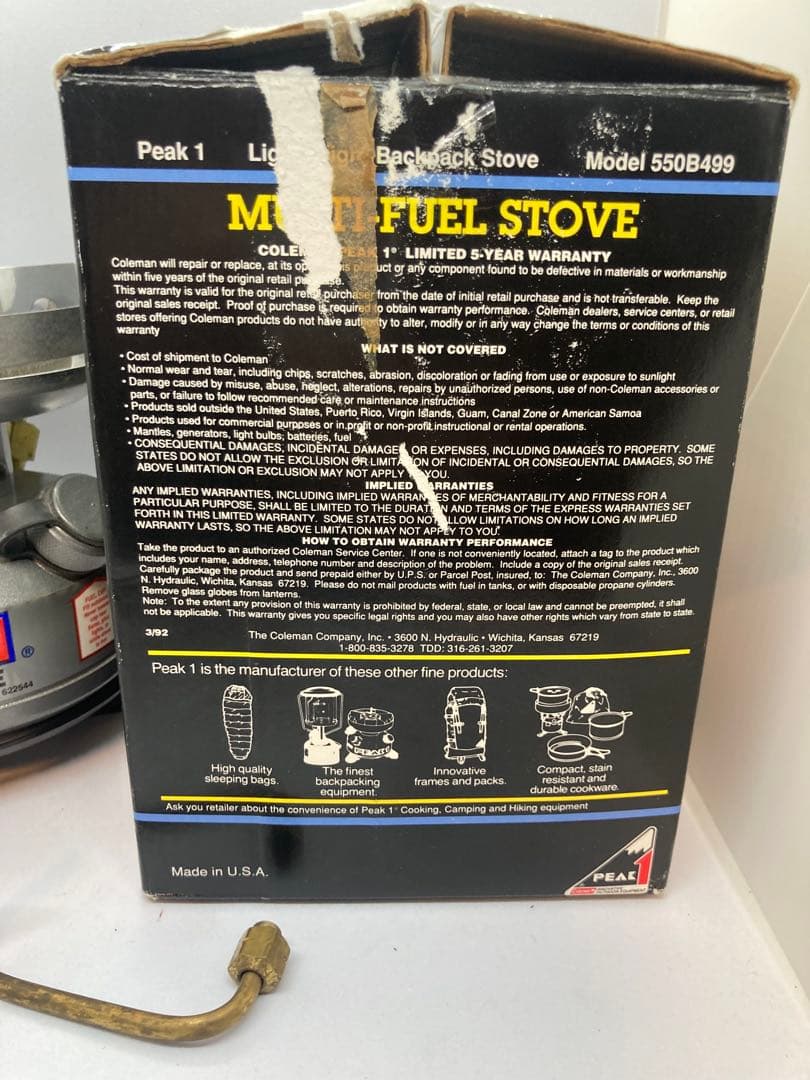 Peak 1 Backpack Stove Model 550B499
MULTI-FUEL STOVE
COLEMAN PEAK 1® LIMITED 5-YEAR WARRANTY
Coleman will repair or replace, at its op this product or any component found to be defective in materials or workmanship
within five years of the original retail purchase.
This warranty is valid for the original retail purchaser from the date of initial retail purchase and is not transferable. Keep the
original sales receipt. Proof of purchase is required to obtain warranty performance. Coleman dealers, service centers, or retail
stores offering Coleman products do not have authority to alter, modify or in any way change the terms or conditions of this
warranty
WHAT IS NOT COVERED
• Cost of shipment to Coleman
• Normal wear and tear, including chips, scratches, abrasion, discoloration or fading from use or exposure to sunlight
• Damage caused by misuse, abuse, neglect, alterations, repairs by unauthorized persons, use of non-Coleman accessories or
parts, or failure to follow recommended care or maintenance instructions
• Products sold outside the United States, Puerto Rico, Virgin Islands, Guam, Canal Zone or American Samoa
• Products used for commercial purposes or in profit or non-profit instructional or rental operations.
• Mantles, generators, light bulbs, batteries, fuel
• CONSEQUENTIAL DAMAGES, INCIDENTAL DAMAGES OR EXPENSES, INCLUDING DAMAGES TO PROPERTY. SOME
STATES DO NOT ALLOW THE EXCLUSION OR LIMITATION OF INCIDENTAL OR CONSEQUENTIAL DAMAGES, SO THE
ABOVE LIMITATION OR EXCLUSION MAY NOT APPLY TO YOU.
IMPLIED WARRANTIES
ANY IMPLIED WARRANTIES, INCLUDING IMPLIED WARRANTIES OF MERCHANTABILITY AND FITNESS FOR A
PARTICULAR PURPOSE, SHALL BE LIMITED TO THE DURATION AND TERMS OF THE EXPRESS WARRANTIES SET
FORTH IN THIS LIMITED WARRANTY. SOME STATES DO NOT ALLOW LIMITATIONS ON HOW LONG AN IMPLIED
WARRANTY LASTS, SO THE ABOVE LIMITATION MAY NOT APPLY TO YOU.
HOW TO OBTAIN WARRANTY PERFORMANCE
Take the product to an authorized Coleman Service Center. If one is not conveniently located, attach a tag to the product which
includes your name, address, telephone number and description of the problem. Include a copy of the original sales receipt.
Carefully package the product and send prepaid either by U.P.S. or Parcel Post, insured, to: The Coleman Company, Inc., 3600
N. Hydraulic, Wichita, Kansas 67219. Please do not mail products with fuel in tanks, or with disposable propane cylinders.
Remove glass globes from lanterns.
Note: To the extent any provision of this warranty is prohibited by federal, state, or local law and cannot be preempted, it shall
not be applicable. This warranty gives you specific legal rights and you may also have other rights which vary from state to state.
3/92 The Coleman Company, Inc. • 3600 N. Hydraulic • Wichita, Kansas 67219
1-800-835-3278 TDD: 316-261-3207
Peak 1 is the manufacturer of these other fine products:
High quality
sleeping bags.
The finest
backpacking
equipment.
Innovative
frames and packs.
Compact, stain
resistant and
durable cookware.
Ask you retailer about the convenience of Peak 1® Cooking, Camping and Hiking equipment
Made in U.S.A.
PEAK 1
®
622544